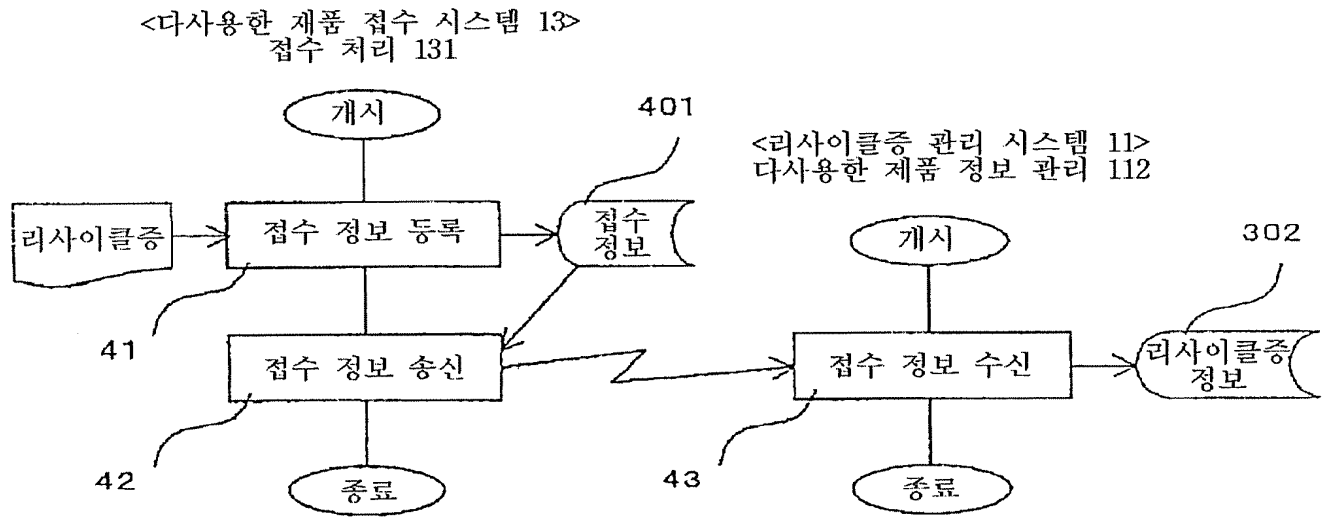 <다사용한 재품 접수 시스템 13>
접수 처리 131
개시
401
<리사이클증 관리 시스템 11>
다사용한 제품 정보 관리 112
리사이클증
접수 정보 등록
접수
정보
개시
302
41
접수 정보 송신
접수 정보 수신
리사이클증
정보
42
43
종료
종료